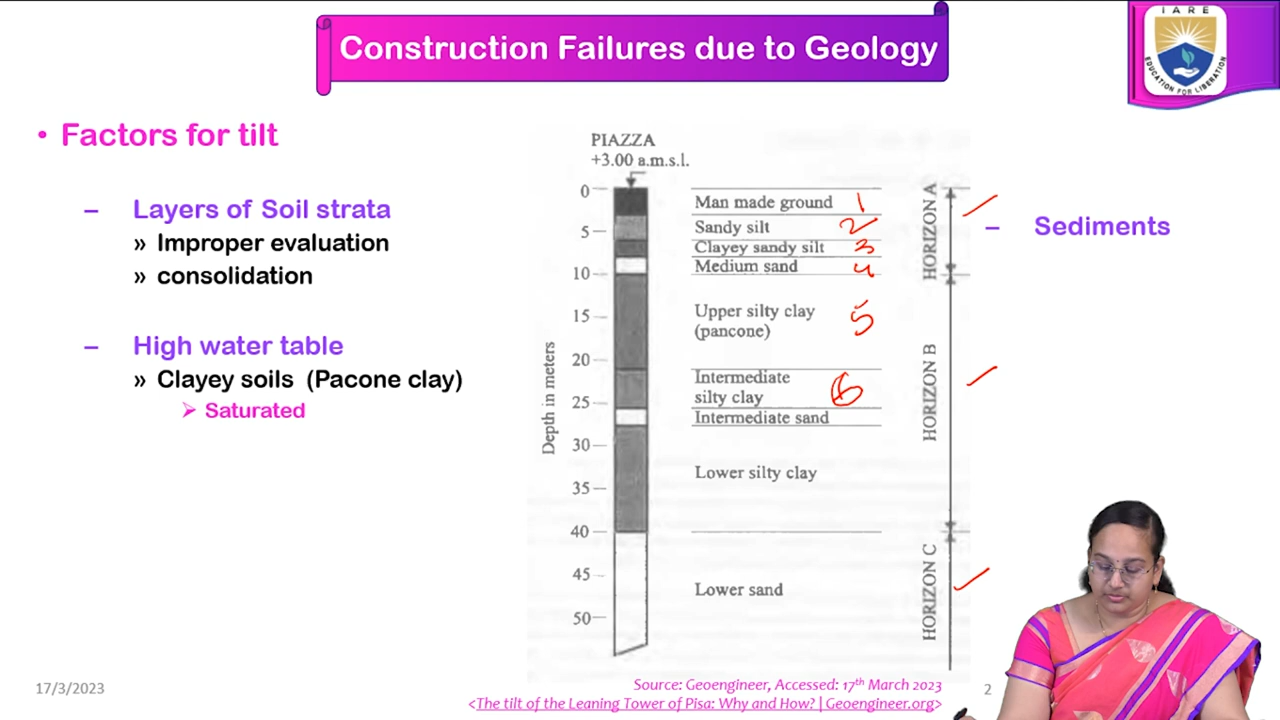 Construction Failures due to Geology
IARE
EDUCATION FOR LIBERATION
• Factors for tilt
– Layers of Soil strata
» Improper evaluation
» consolidation
– High water table
» Clayey soils (Pacone clay)
➢ Saturated
PIAZZA
+3.00 a.m.s.l.
Depth in meters
0
5
10
15
20
25
30
35
40
45
50
Man made ground 1
Sandy silt 2
Clayey sandy silt 3
Medium sand 4
Upper silty clay
(pancone) 5
Intermediate
silty clay 6
Intermediate sand
Lower silty clay
Lower sand
HORIZON A
HORIZON B
HORIZON C
– Sediments
Source: Geoengineer, Accessed: 17th March 2023
<The tilt of the Leaning Tower of Pisa: Why and How? | Geoengineer.org>
17/3/2023
2